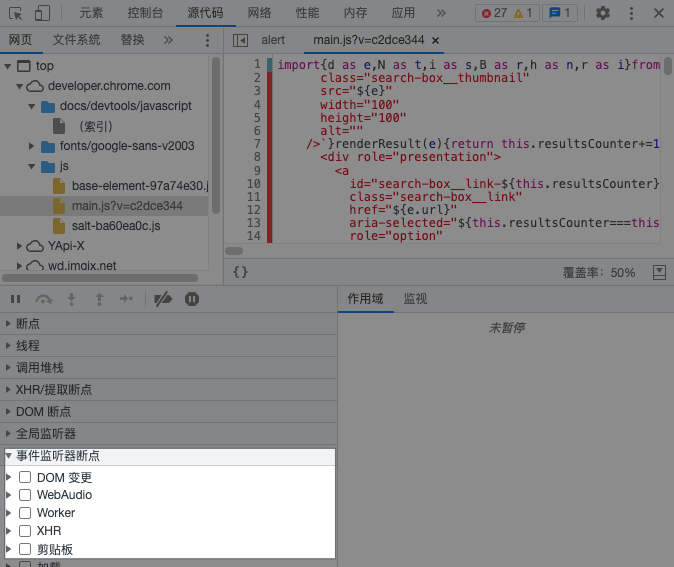 元素 控制台 源代码 网络 性能 内存 应用 27 1 1
网页 文件系统 替换
alert main.js?v=c2dce344
top
developer.chrome.com
docs/devtools/javascript
（索引）
fonts/google-sans-v2003
js
base-element-97a74e30.j
main.js?v=c2dce344
salt-ba60ea0c.js
YApi-X
wd.imgix.net
1 import{d as e,N as t,i as s,B as r,h as n,r as i}from
2 class="search-box__thumbnail"
3 src="${e}"
4 width="100"
5 height="100"
6 alt=""
7 />`}renderResult(e){return this.resultsCounter+=1
8 <div role="presentation">
9 <a
10 id="search-box__link-${this.resultsCounter}
11 class="search-box__link"
12 href="${e.url}"
13 aria-selected="${this.resultsCounter===this
14 role="option"
{} 覆盖率：50%
断点
线程
调用堆栈
XHR/提取断点
DOM 断点
全局监听器
事件监听器断点
DOM 变更
WebAudio
Worker
XHR
剪贴板
加载
作用域 监视
未暂停